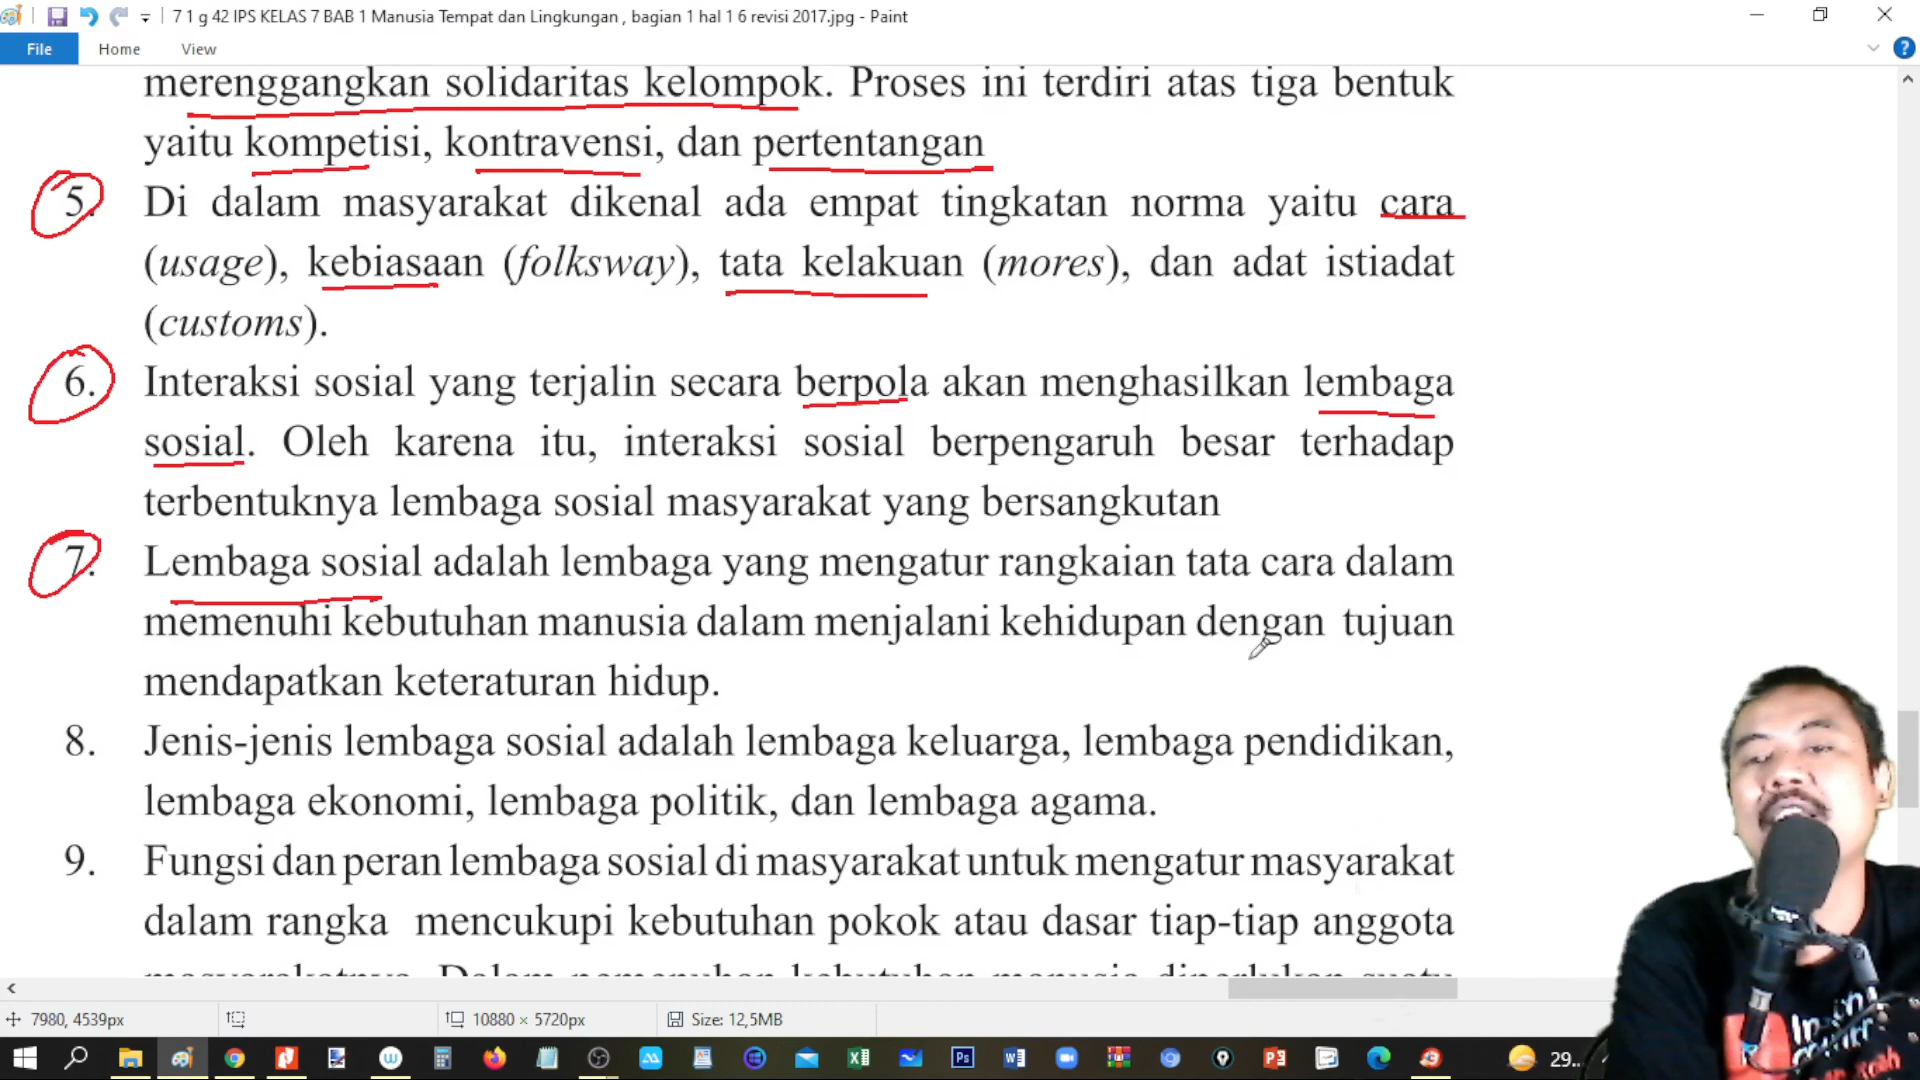 7 1 g 42 IPS KELAS 7 BAB 1 Manusia Tempat dan Lingkungan , bagian 1 hal 1 6 revisi 2017.jpg - Paint
File Home View
merenggangkan solidaritas kelompok. Proses ini terdiri atas tiga bentuk
yaitu kompetisi, kontravensi, dan pertentangan
5. Di dalam masyarakat dikenal ada empat tingkatan norma yaitu cara
(usage), kebiasaan (folksway), tata kelakuan (mores), dan adat istiadat
(customs).
6. Interaksi sosial yang terjalin secara berpola akan menghasilkan lembaga
sosial. Oleh karena itu, interaksi sosial berpengaruh besar terhadap
terbentuknya lembaga sosial masyarakat yang bersangkutan
7. Lembaga sosial adalah lembaga yang mengatur rangkaian tata cara dalam
memenuhi kebutuhan manusia dalam menjalani kehidupan dengan tujuan
mendapatkan keteraturan hidup.
8. Jenis-jenis lembaga sosial adalah lembaga keluarga, lembaga pendidikan,
lembaga ekonomi, lembaga politik, dan lembaga agama.
9. Fungsi dan peran lembaga sosial di masyarakat untuk mengatur masyarakat
dalam rangka mencukupi kebutuhan pokok atau dasar tiap-tiap anggota
masyarakatnya. Dalam pemenuhan kebutuhan manusia diperlukan suatu
7980, 4539px 10880 × 5720px Size: 12,5MB
29...